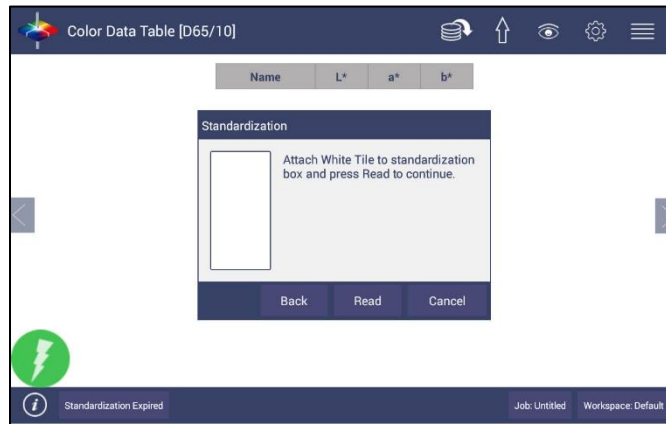 Color Data Table [D65/10]
Name L* a* b*
Standardization
Attach White Tile to standardization
box and press Read to continue.
Back Read Cancel
i Standardization Expired Job: Untitled Workspace: Default